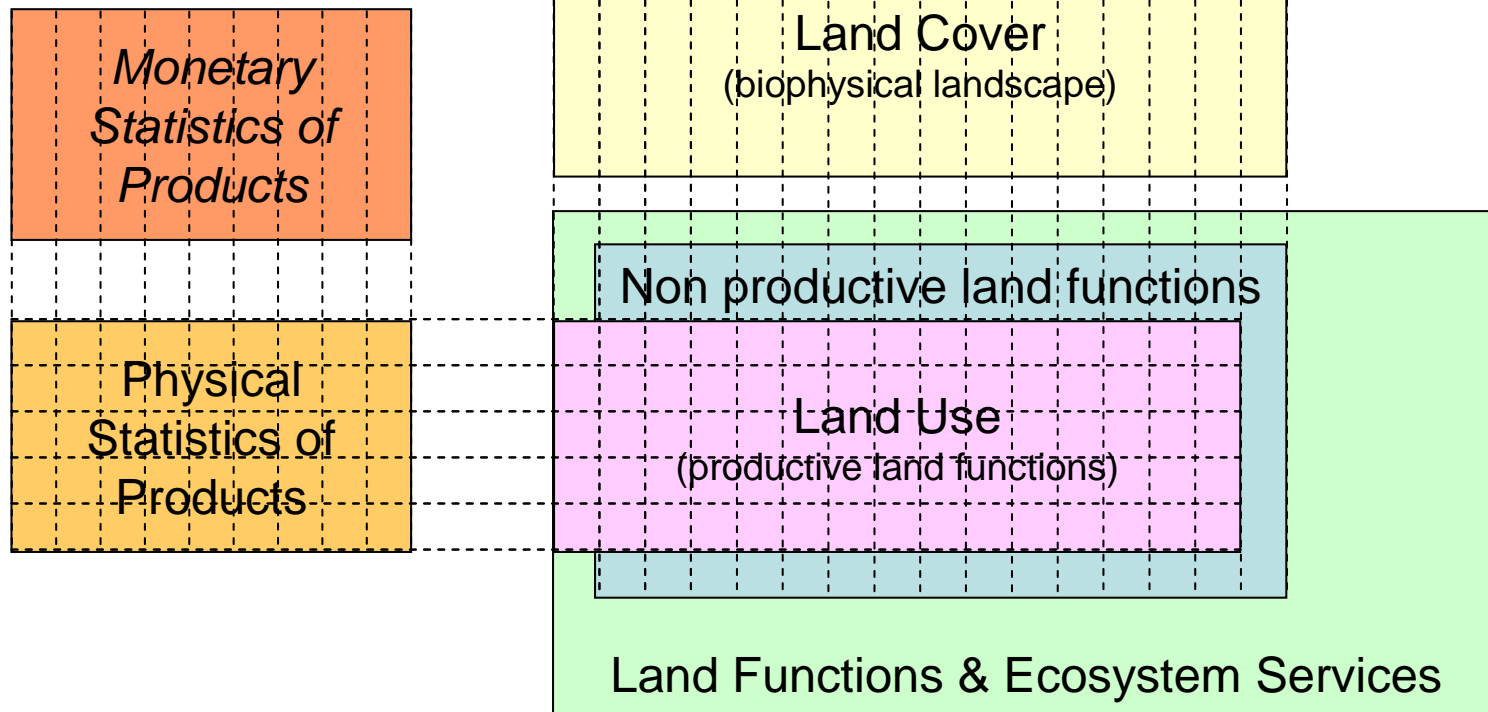 Monetary
Statistics of
Products
Land Cover
(biophysical landscape)
Non productive land functions
Physical
Statistics of
Products
Land Use
(productive land functions)
Land Functions & Ecosystem Services